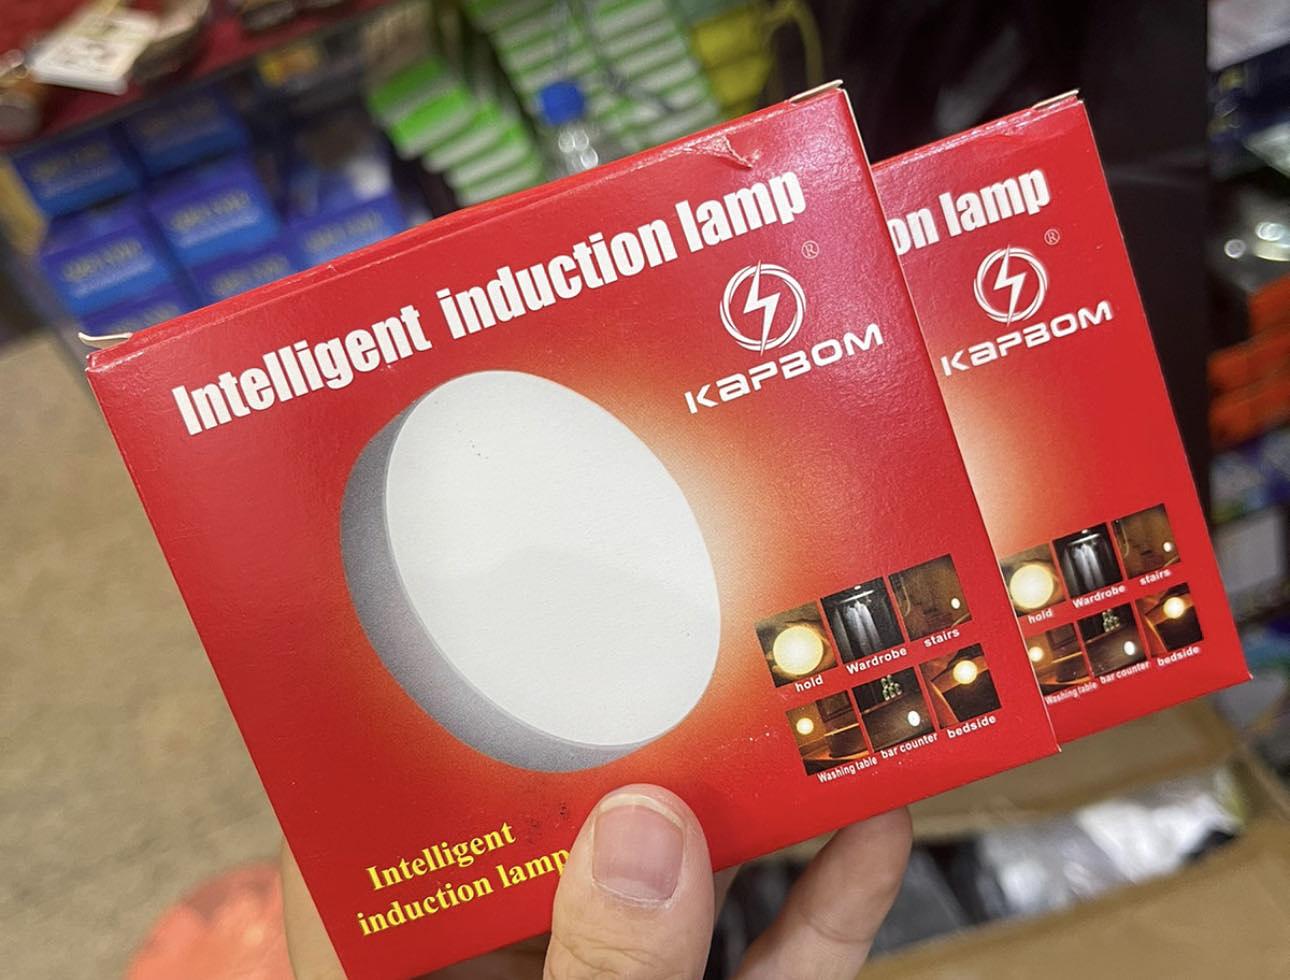 Intelligent induction lamp
®
KAPBOM
hold
Wardrobe
stairs
Washing table
bar counter
bedside
Intelligent
induction lamp
on lamp
®
KAPBOM
hold
Wardrobe
stairs
Washing table
bar counter
bedside